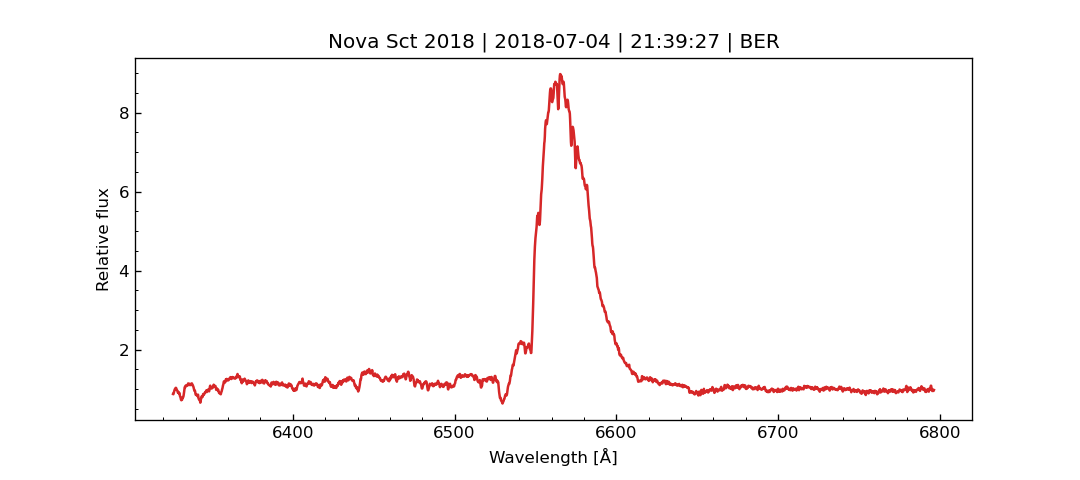 Nova Sct 2018 | 2018-07-04 | 21:39:27 | BER
8
6
4
2
Relative flux
6400 6500 6600 6700 6800
Wavelength [Å]